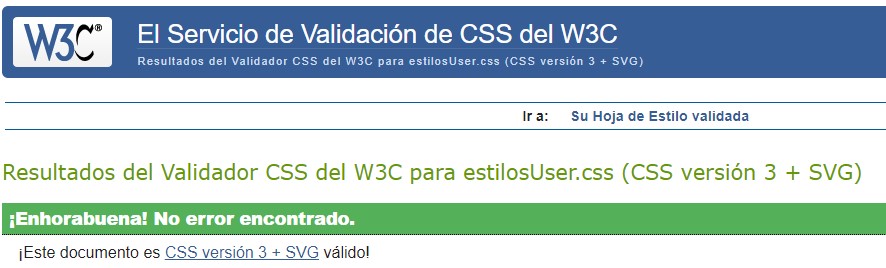 W3C®
El Servicio de Validación de CSS del W3C
Resultados del Validador CSS del W3C para estilosUser.css (CSS versión 3 + SVG)
Ir a: Su Hoja de Estilo validada
Resultados del Validador CSS del W3C para estilosUser.css (CSS versión 3 + SVG)
¡Enhorabuena! No error encontrado.
¡Este documento es CSS versión 3 + SVG válido!